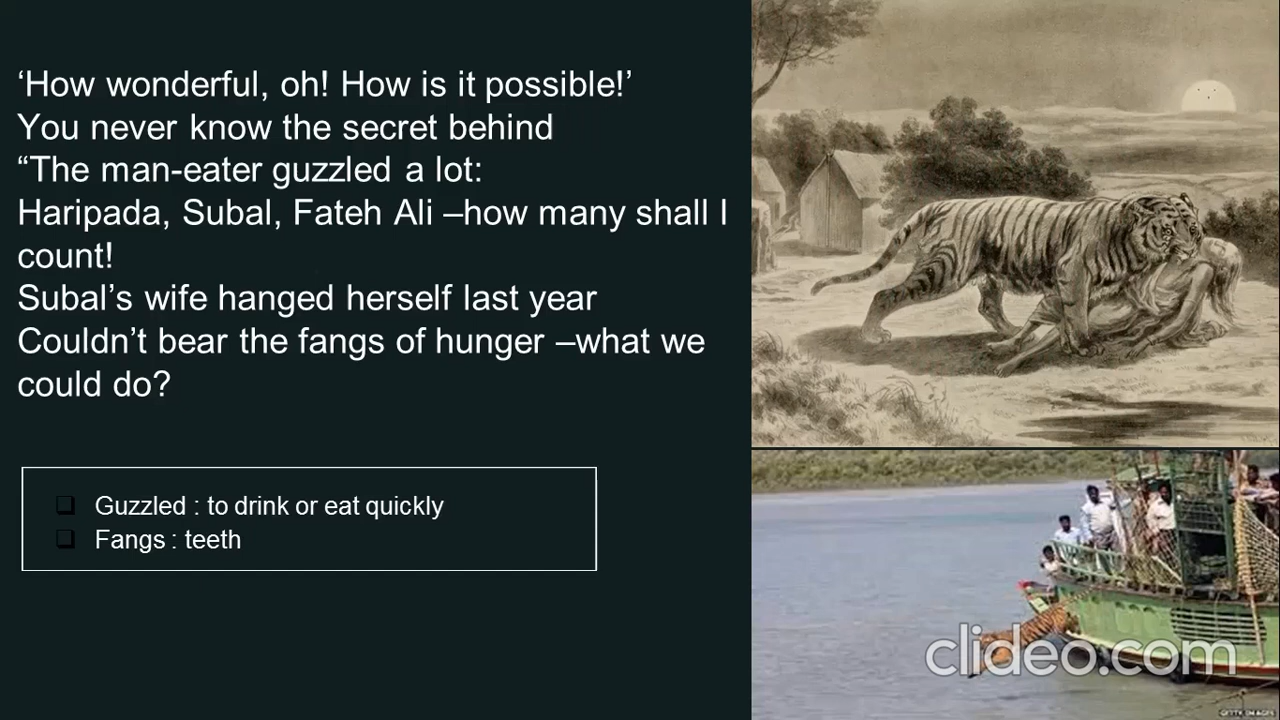 ‘How wonderful, oh! How is it possible!’
You never know the secret behind
“The man-eater guzzled a lot:
Haripada, Subal, Fateh Ali –how many shall I
count!
Subal’s wife hanged herself last year
Couldn’t bear the fangs of hunger –what we
could do?
Guzzled : to drink or eat quickly
Fangs : teeth
clideo.com
GETTY IMAGES